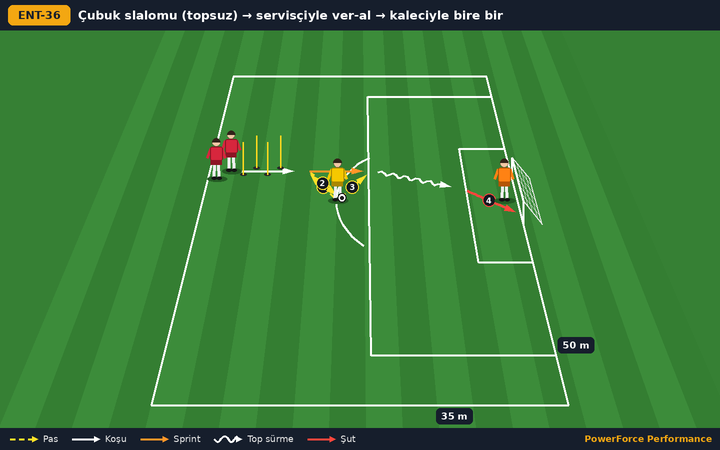 ENT-36 Çubuk slalomu (topsuz) → servisçiyle ver-al → kaleciyle bire bir
2
3
4
50 m
35 m
Pas Koşu Sprint Top sürme Şut PowerForce Performance